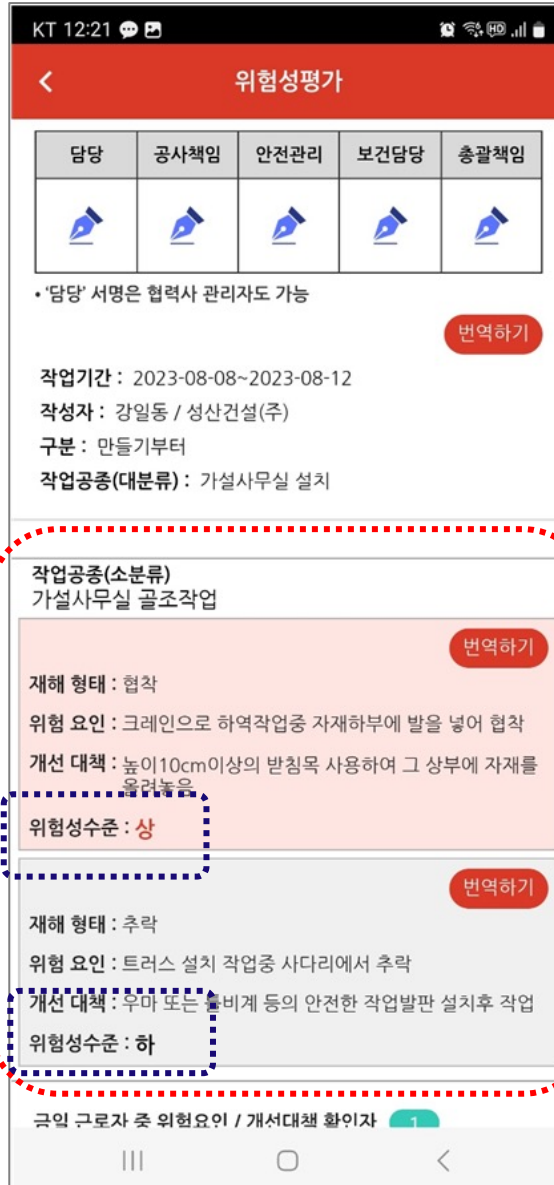 KT 12:21
위험성평가
담당 공사책임 안전관리 보건담당 총괄책임
• '담당' 서명은 협력사 관리자도 가능
번역하기
작업기간 : 2023-08-08~2023-08-12
작성자 : 강일동 / 성산건설(주)
구분 : 만들기부터
작업공종(대분류) : 가설사무실 설치
작업공종(소분류)
가설사무실 골조작업
번역하기
재해 형태 : 협착
위험 요인 : 크레인으로 하역작업중 자재하부에 발을 넣어 협착
개선 대책 : 높이10cm이상의 받침목 사용하여 그 상부에 자재를
올려놓음
위험성수준 : 상
번역하기
재해 형태 : 추락
위험 요인 : 트러스 설치 작업중 사다리에서 추락
개선 대책 : 우마 또는 틀비계 등의 안전한 작업발판 설치후 작업
위험성수준 : 하
금일 근로자 중 위험요인 / 개선대책 확인자 1